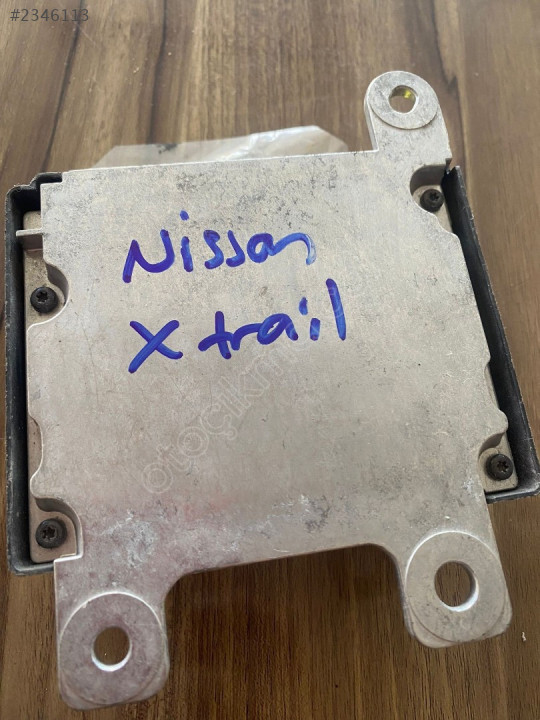 #2346113
Nissan
X trail
otoçıkma